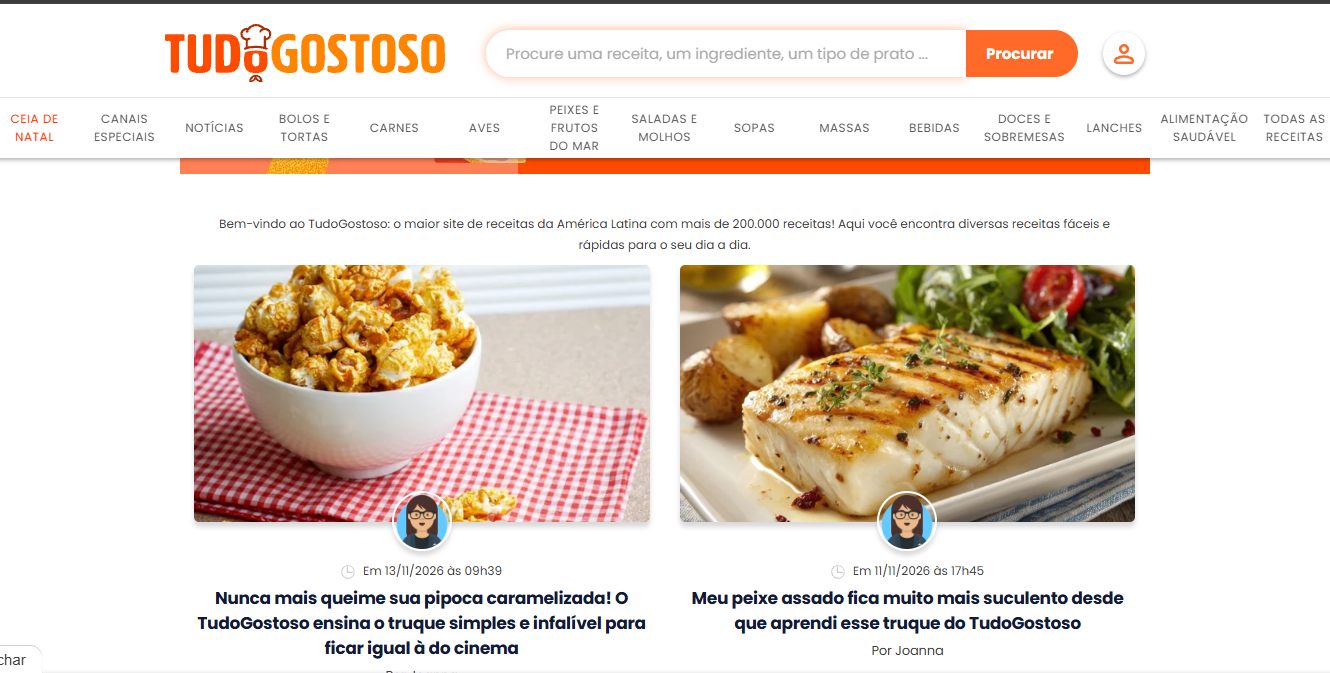 TUDOGOSTOSO
Procure uma receita, um ingrediente, um tipo de prato ...
Procurar
CEIA DE
NATAL
CANAIS
ESPECIAIS
NOTÍCIAS
BOLOS E
TORTAS
CARNES
AVES
PEIXES E
FRUTOS
DO MAR
SALADAS E
MOLHOS
SOPAS
MASSAS
BEBIDAS
DOCES E
SOBREMESAS
LANCHES
ALIMENTAÇÃO
SAUDÁVEL
TODAS AS
RECEITAS
Bem-vindo ao TudoGostoso: o maior site de receitas da América Latina com mais de 200.000 receitas! Aqui você encontra diversas receitas fáceis e
rápidas para o seu dia a dia.
Em 13/11/2026 às 09h39
Nunca mais queime sua pipoca caramelizada! O
TudoGostoso ensina o truque simples e infalível para
ficar igual à do cinema
Em 11/11/2026 às 17h45
Meu peixe assado fica muito mais suculento desde
que aprendi esse truque do TudoGostoso
Por Joanna
char